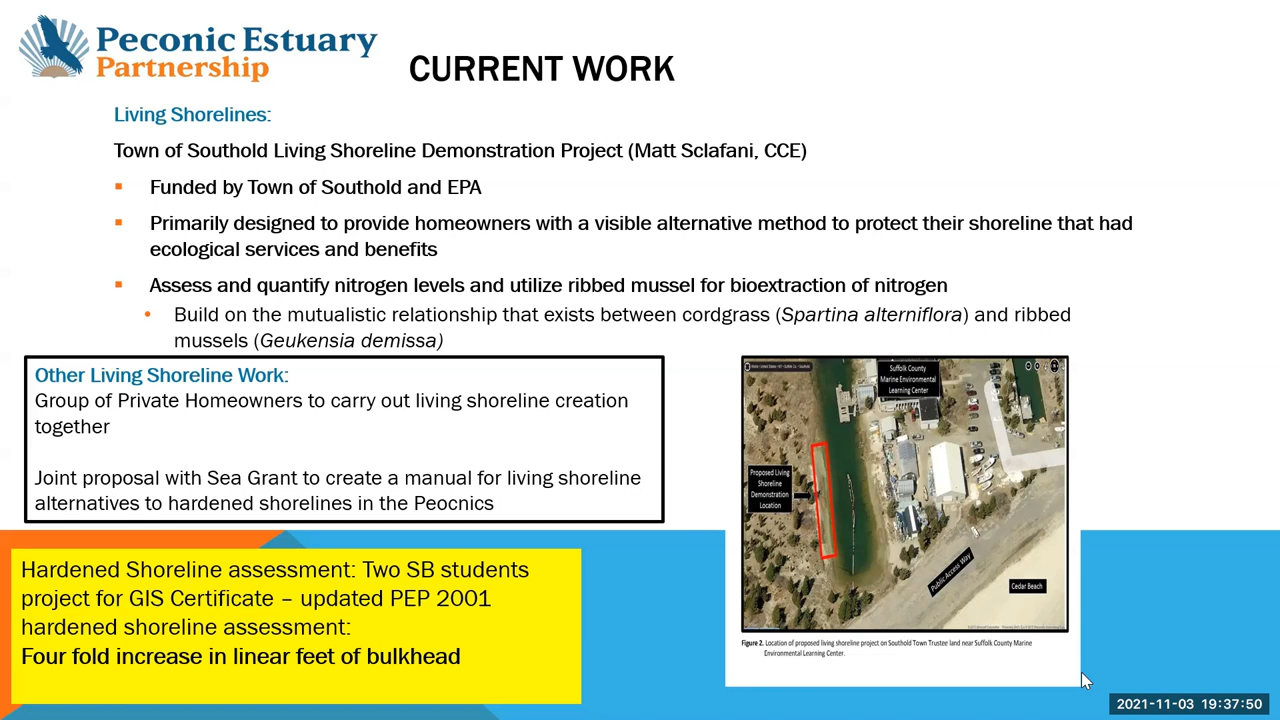 Peconic Estuary
Partnership
CURRENT WORK
Living Shorelines:
Town of Southold Living Shoreline Demonstration Project (Matt Sclafani, CCE)
Funded by Town of Southold and EPA
Primarily designed to provide homeowners with a visible alternative method to protect their shoreline that had
ecological services and benefits
Assess and quantify nitrogen levels and utilize ribbed mussel for bioextraction of nitrogen
Build on the mutualistic relationship that exists between cordgrass (Spartina alterniflora) and ribbed
mussels (Geukensia demissa)
Other Living Shoreline Work:
Group of Private Homeowners to carry out living shoreline creation
together
Joint proposal with Sea Grant to create a manual for living shoreline
alternatives to hardened shorelines in the Peocnics
Suffolk County
Marine Environmental
Learning Center
Proposed Living
Shoreline
Demonstration
Location
Public Access Way
Cedar Beach
Figure 2. Location of proposed living shoreline project on Southold Town Trustee land near Suffolk County Marine
Environmental Learning Center.
Hardened Shoreline assessment: Two SB students
project for GIS Certificate – updated PEP 2001
hardened shoreline assessment:
Four fold increase in linear feet of bulkhead
2021-11-03 19:37:50